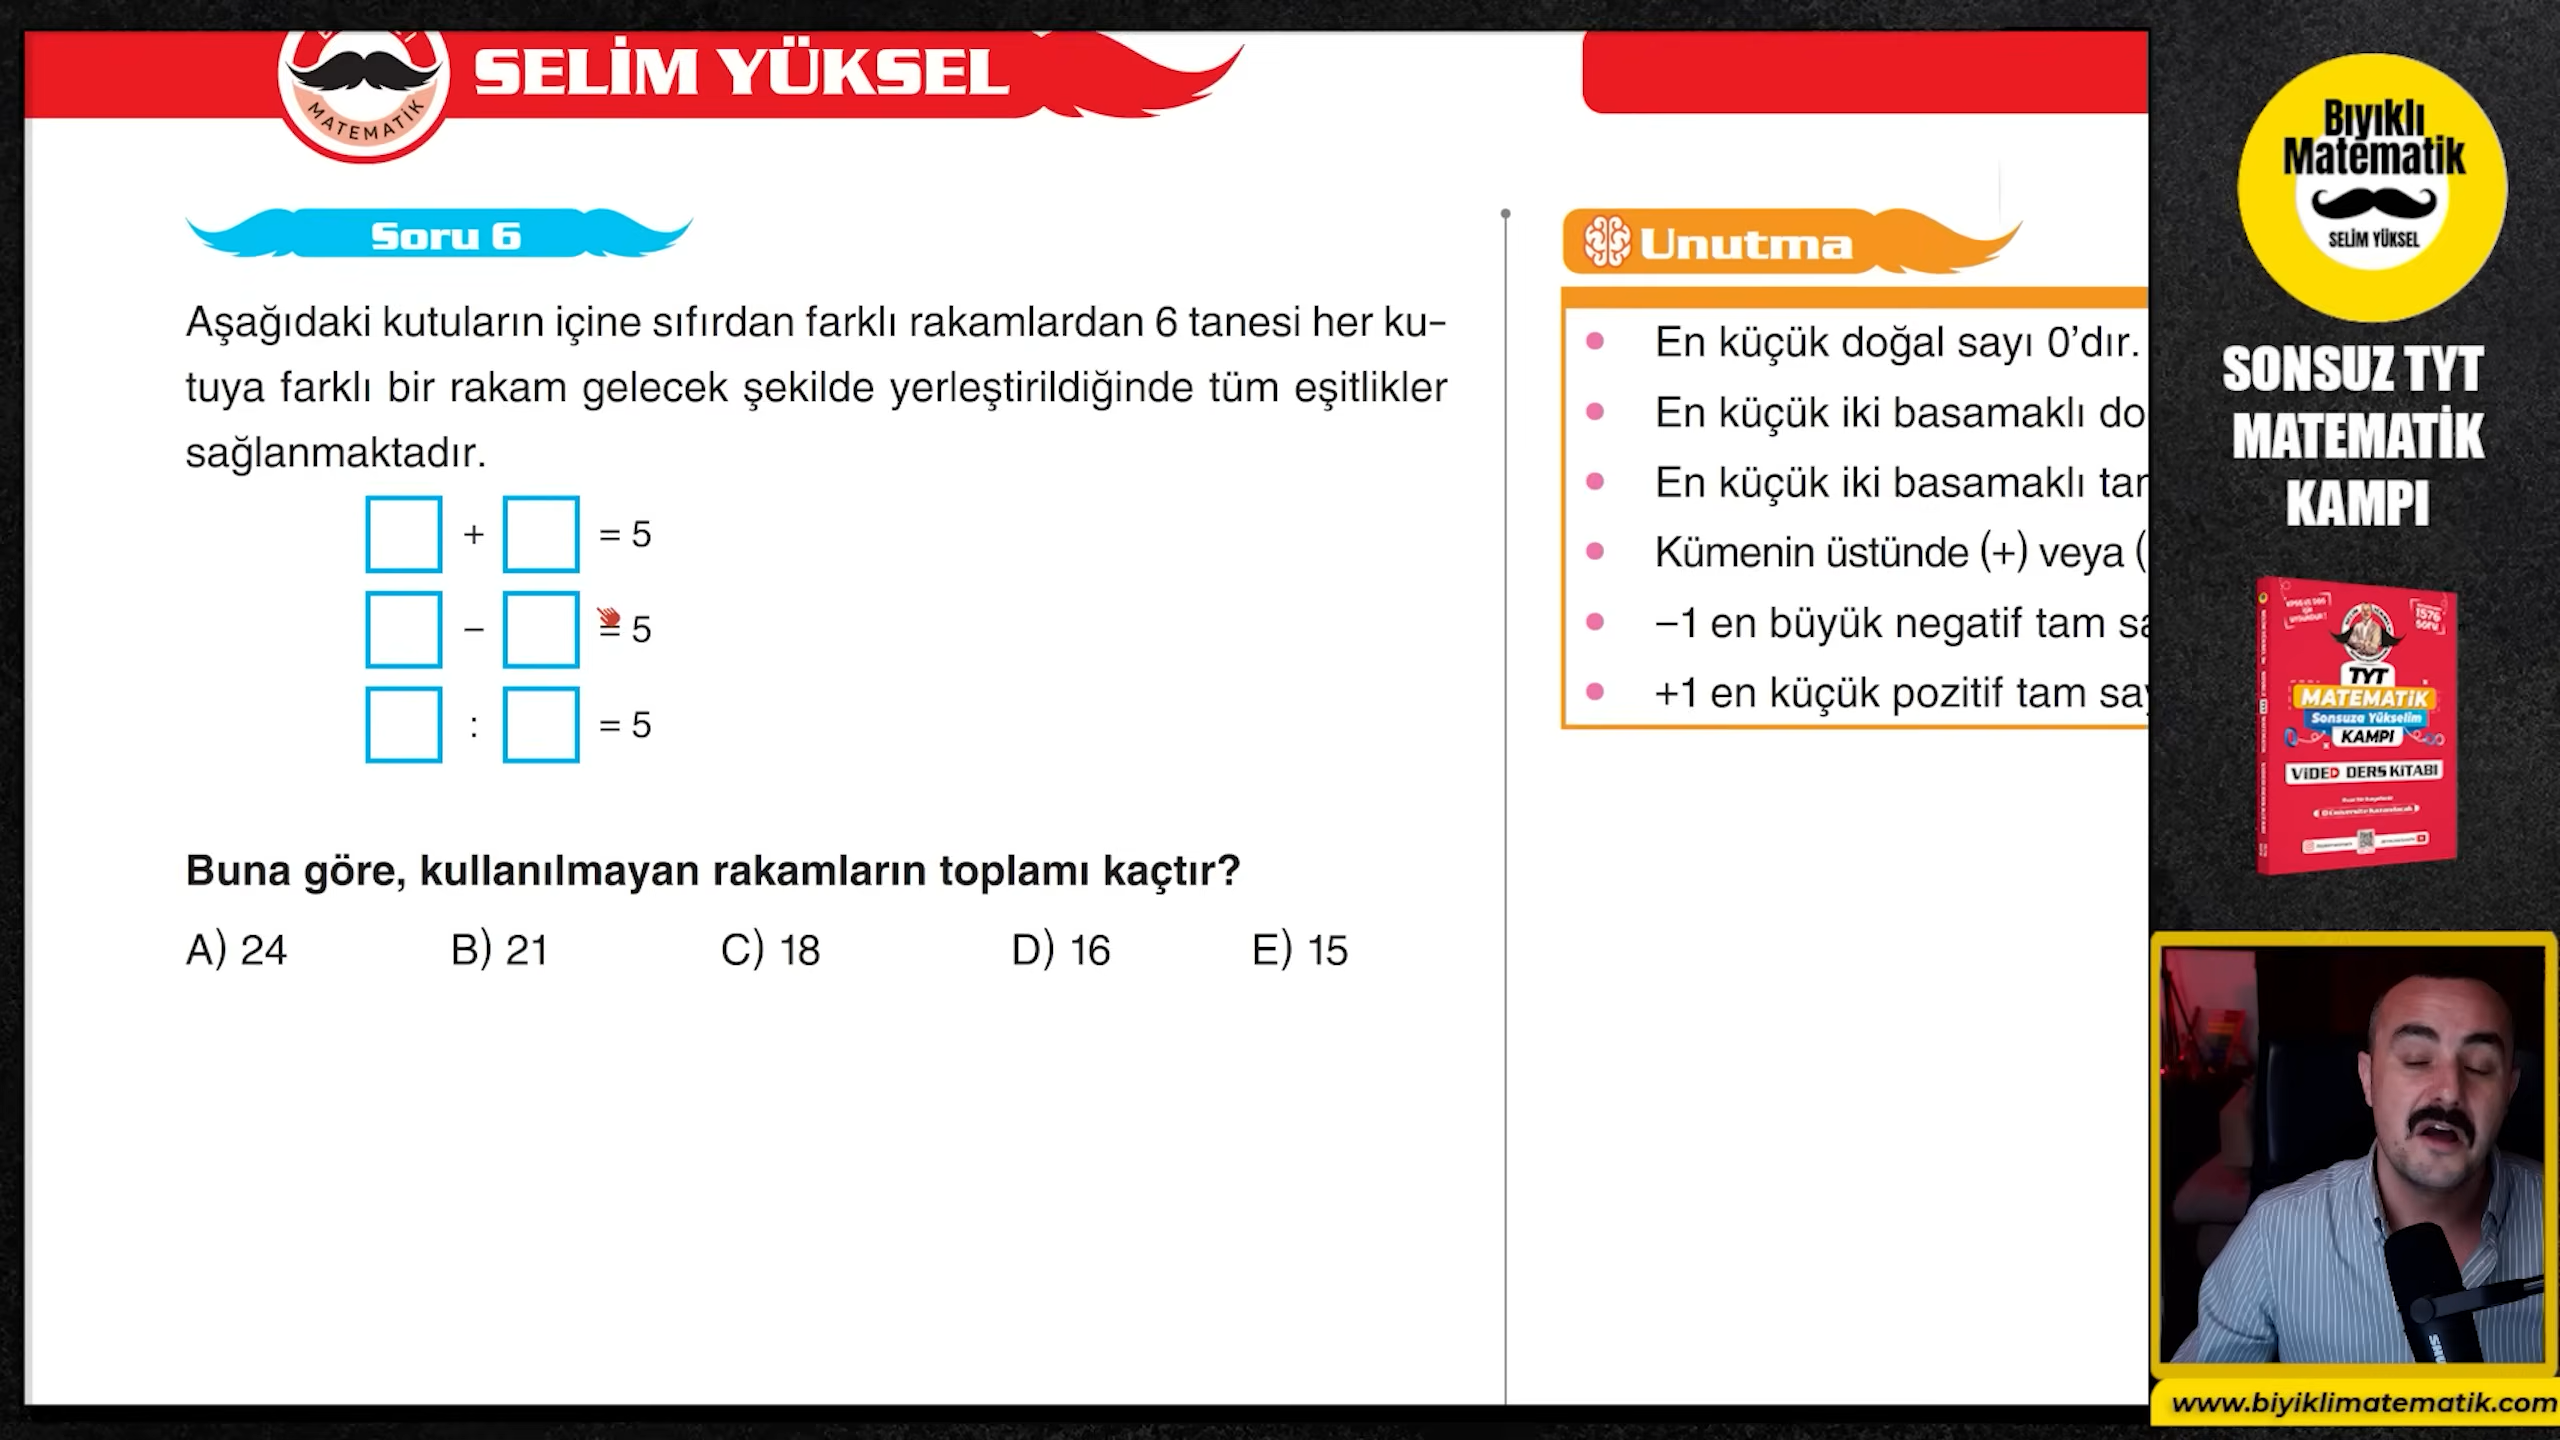 MATEMATİK
SELİM YÜKSEL
Soru 6
Aşağıdaki kutuların içine sıfırdan farklı rakamlardan 6 tanesi her ku-
tuya farklı bir rakam gelecek şekilde yerleştirildiğinde tüm eşitlikler
sağlanmaktadır.
+ = 5
– = 5
: = 5
Buna göre, kullanılmayan rakamların toplamı kaçtır?
A) 24 B) 21 C) 18 D) 16 E) 15
Unutma
• En küçük doğal sayı 0’dır.
• En küçük iki basamaklı do
• En küçük iki basamaklı tar
• Kümenin üstünde (+) veya (
• –1 en büyük negatif tam sa
• +1 en küçük pozitif tam say
Bıyıklı
Matematik
SELİM YÜKSEL
SONSUZ TYT
MATEMATİK
KAMPI
1576
TYT
MATEMATİK
Sonsuza Yükselim
KAMPI
VİDEO DERS KİTABI
www.biyiklimatematik.com